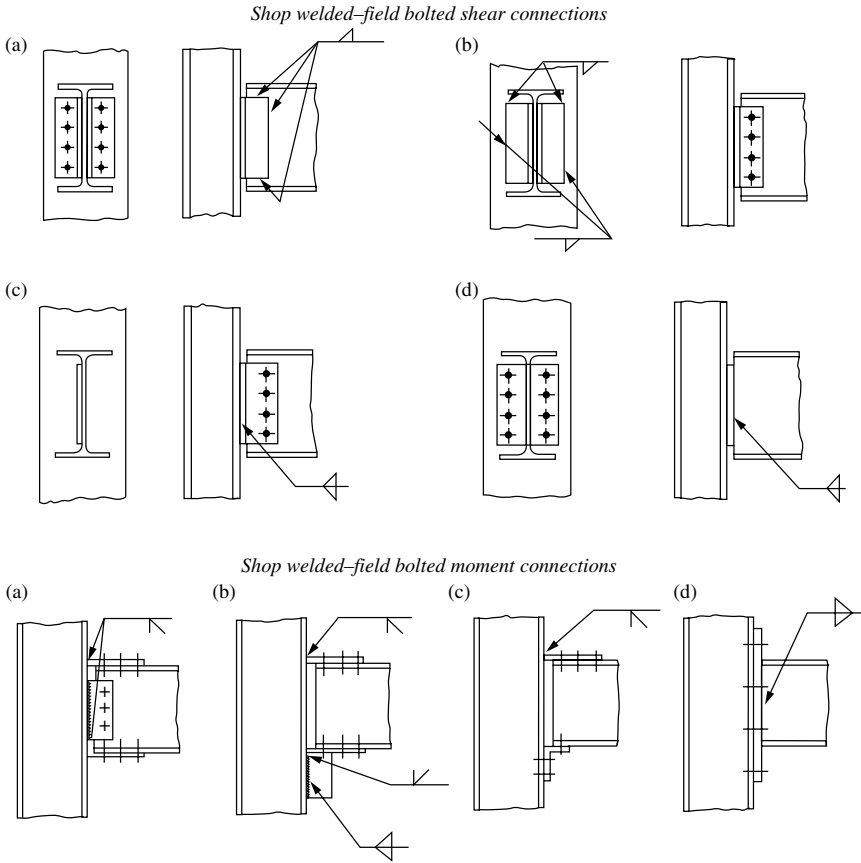 Shop welded–field bolted shear connections
(a)
(b)
(c)
(d)
Shop welded–field bolted moment connections
(a)
(b)
(c)
(d)